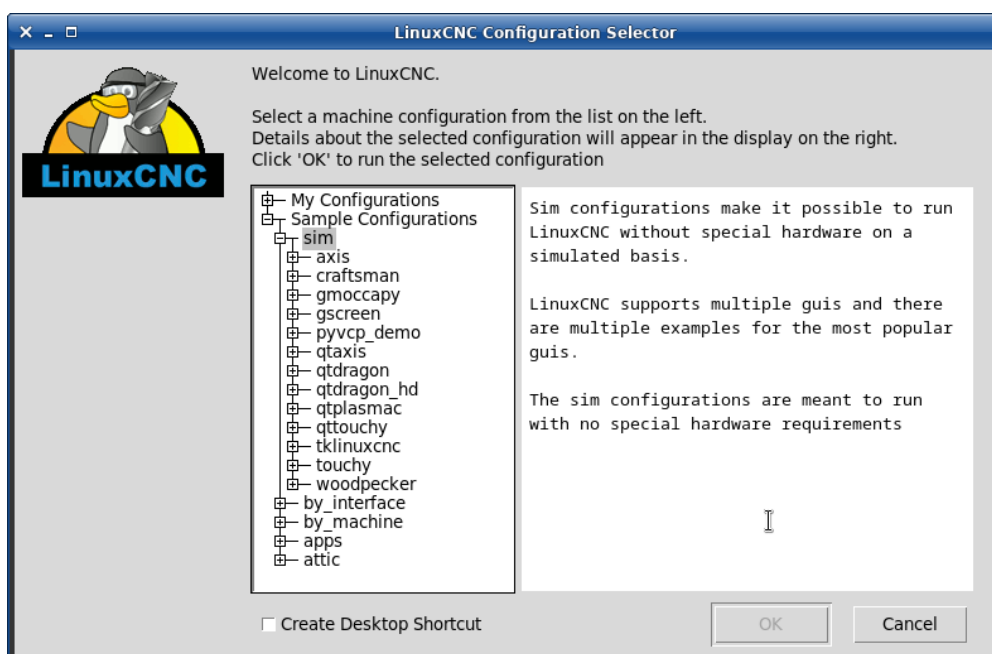 LinuxCNC Configuration Selector
LinuxCNC
Welcome to LinuxCNC.
Select a machine configuration from the list on the left.
Details about the selected configuration will appear in the display on the right.
Click 'OK' to run the selected configuration
My Configurations
Sample Configurations
sim
axis
craftsman
gmoccapy
gscreen
pyvcp_demo
qtaxis
qtdragon
qtdragon_hd
qtplasmac
qttouchy
tklinuxcnc
touchy
woodpecker
by_interface
by_machine
apps
attic
Sim configurations make it possible to run
LinuxCNC without special hardware on a
simulated basis.
LinuxCNC supports multiple guis and there
are multiple examples for the most popular
guis.
The sim configurations are meant to run
with no special hardware requirements
Create Desktop Shortcut
OK
Cancel